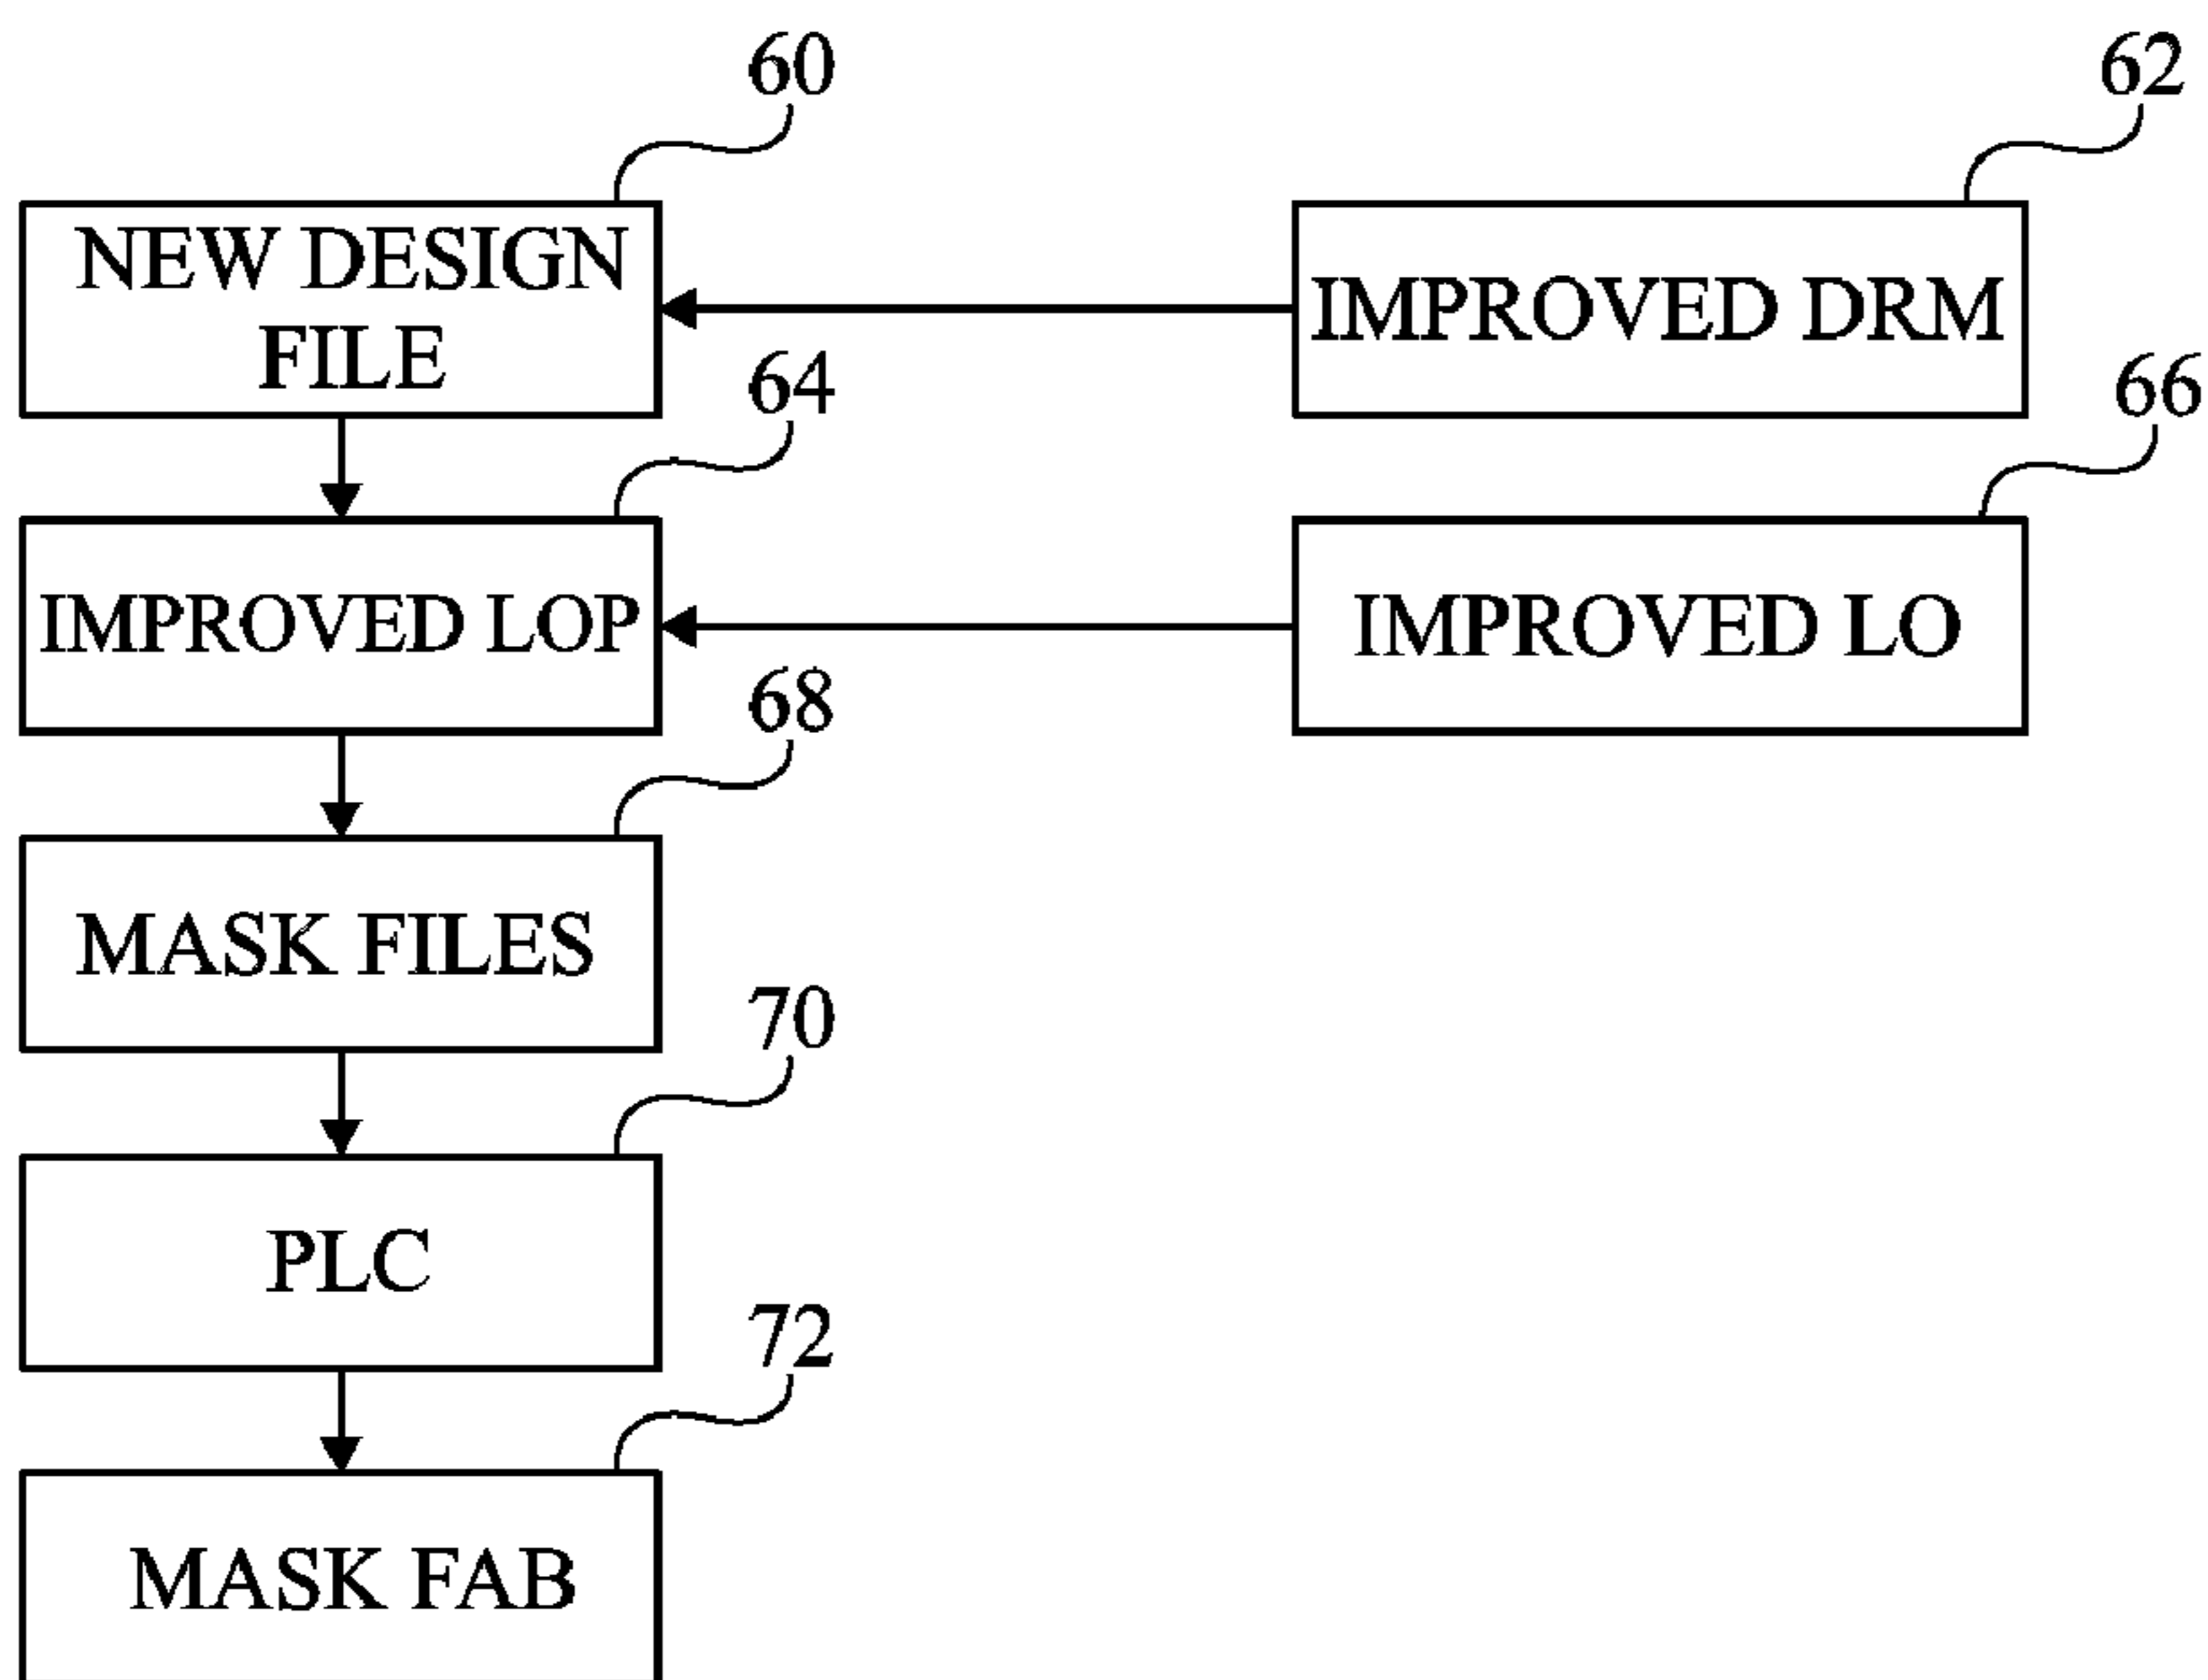 60
62
NEW DESIGN
FILE
IMPROVED DRM
64
66
IMPROVED LOP
IMPROVED LO
68
MASK FILES
70
PLC
72
MASK FAB